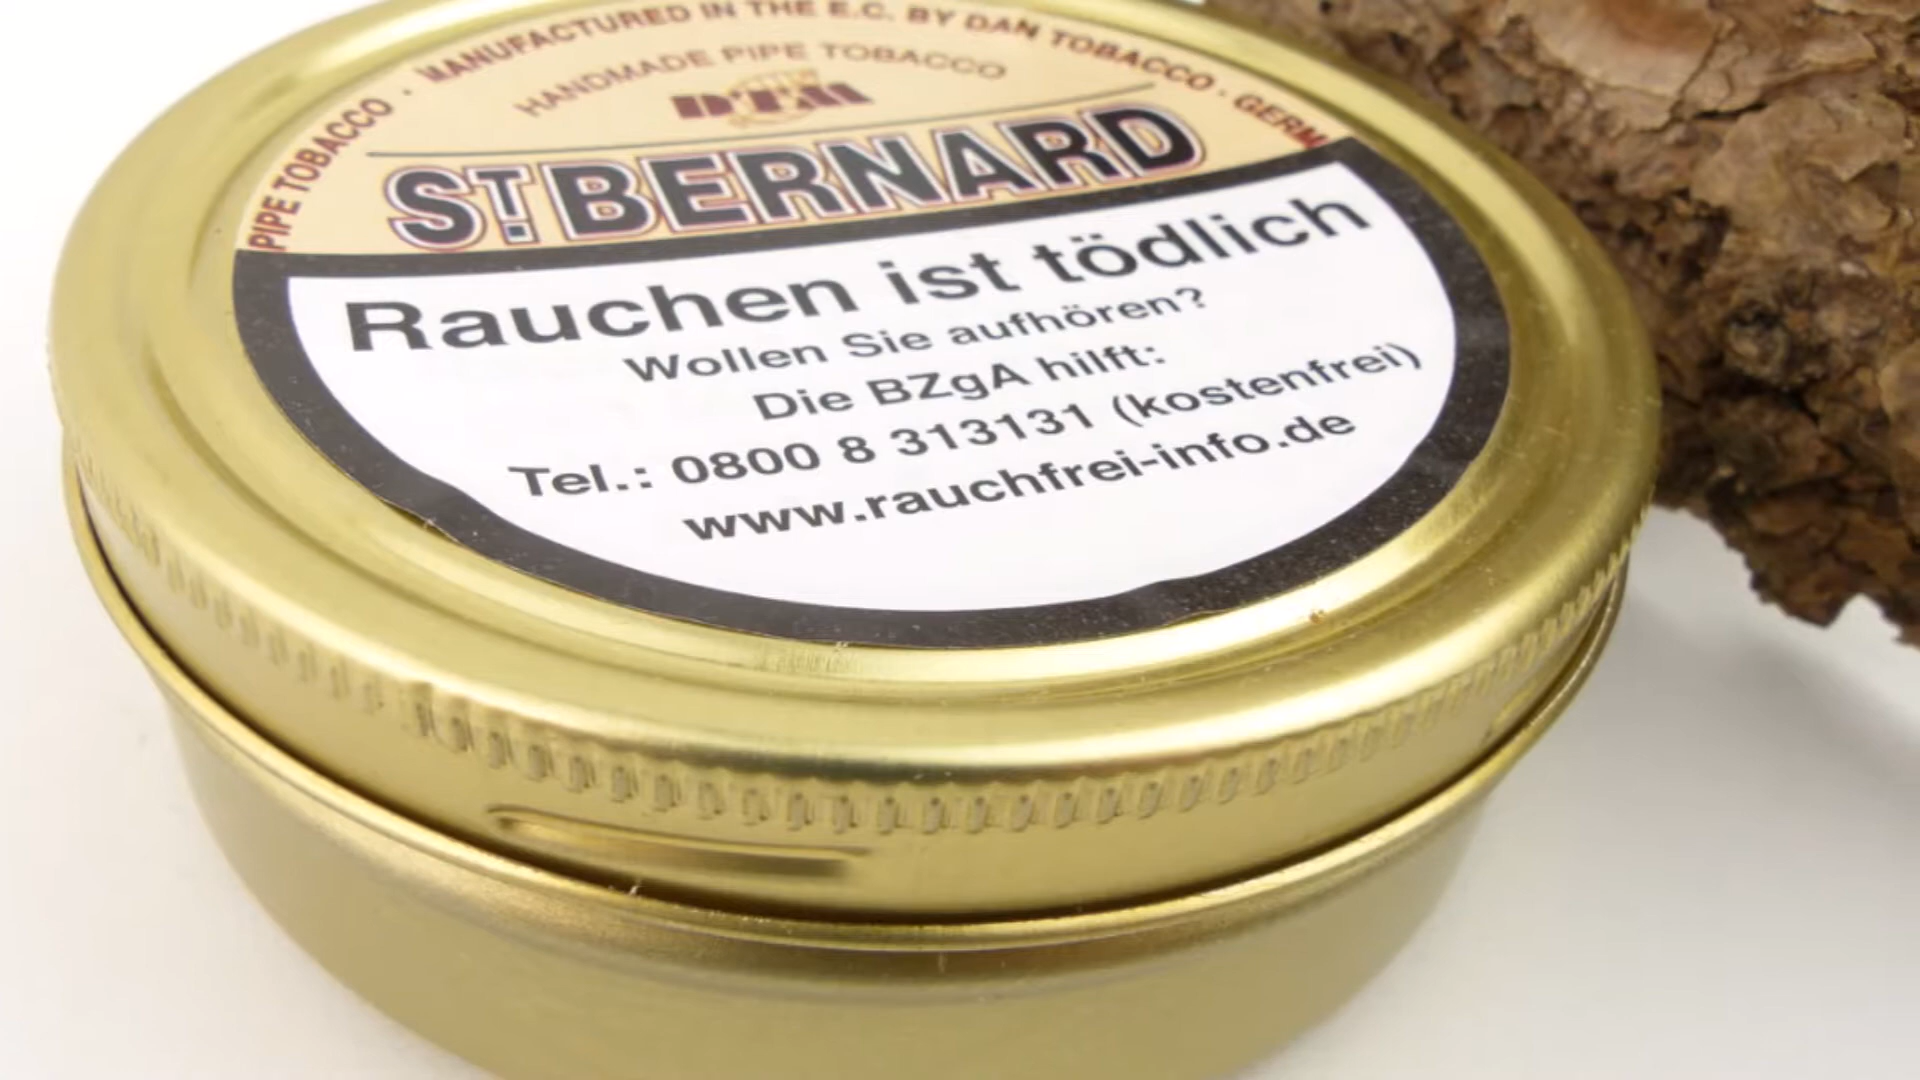 PIPE TOBACCO · MANUFACTURED IN THE E.C. BY DAN TOBACCO · GERM
HANDMADE PIPE TOBACCO
DTM
ST. BERNARD
Rauchen ist tödlich
Wollen Sie aufhören?
Die BZgA hilft:
Tel.: 0800 8 313131 (kostenfrei)
www.rauchfrei-info.de